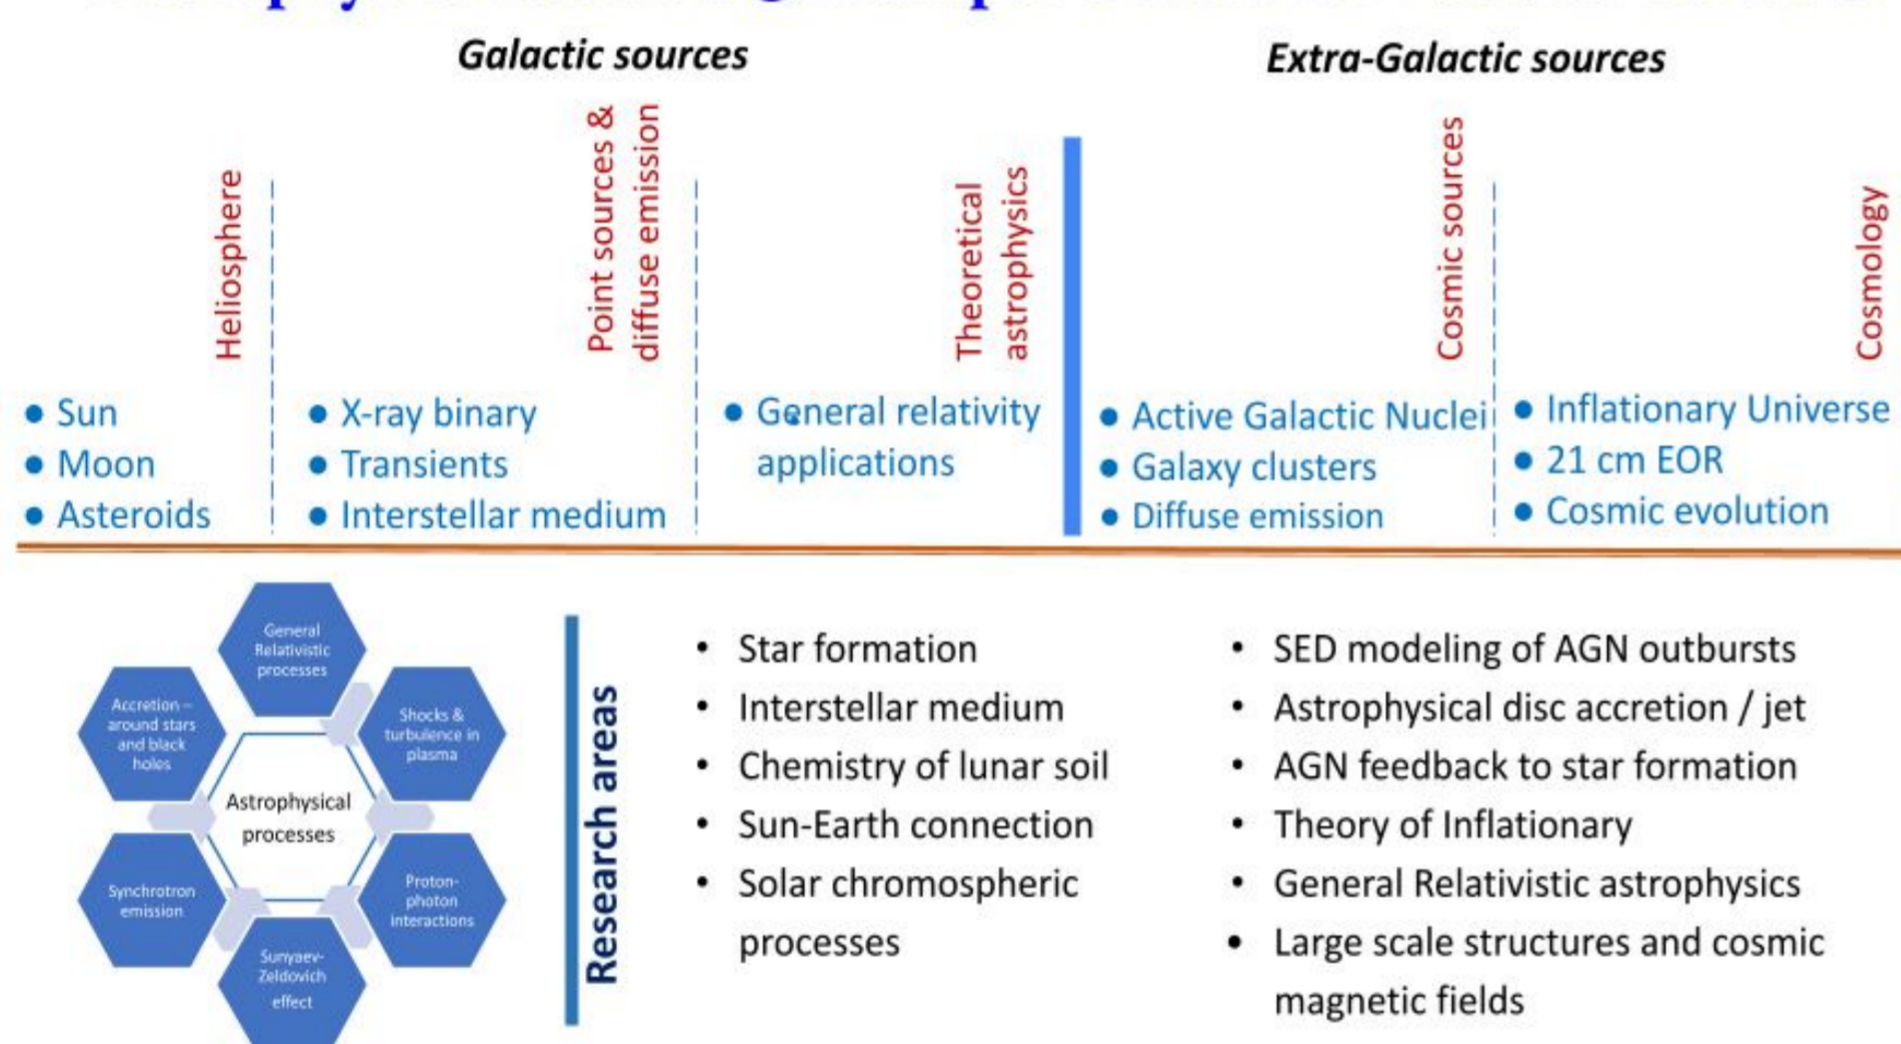 Galactic sources
Extra-Galactic sources
Heliosphere
Point sources &
diffuse emission
Theoretical
astrophysics
Cosmic sources
Cosmology
● Sun
● Moon
● Asteroids
● X-ray binary
● Transients
● Interstellar medium
● General relativity
applications
● Active Galactic Nuclei
● Galaxy clusters
● Diffuse emission
● Inflationary Universe
● 21 cm EOR
● Cosmic evolution
General
Relativistic
processes
Accretion –
around stars
and black
holes
Shocks &
turbulence in
plasma
Astrophysical
processes
Synchrotron
emission
Proton-
photon
interactions
Sunyaev-
Zeldovich
effect
Research areas
• Star formation
• Interstellar medium
• Chemistry of lunar soil
• Sun-Earth connection
• Solar chromospheric
processes
• SED modeling of AGN outbursts
• Astrophysical disc accretion / jet
• AGN feedback to star formation
• Theory of Inflationary
• General Relativistic astrophysics
• Large scale structures and cosmic
magnetic fields